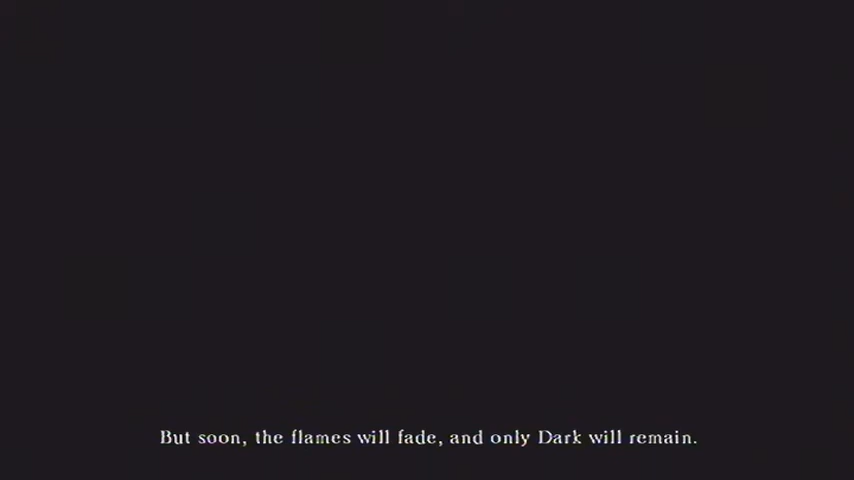 But soon, the flames will fade, and only Dark will remain.